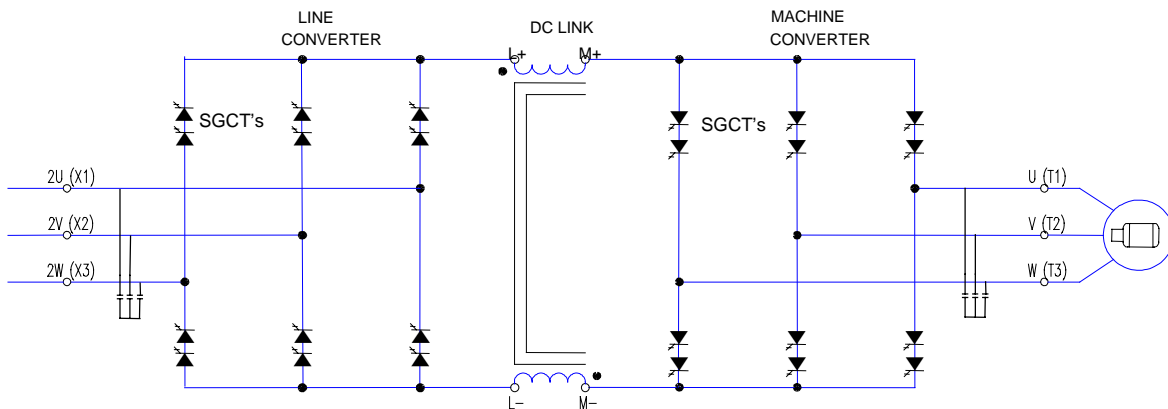 LINE
CONVERTER
DC LINK
MACHINE
CONVERTER
L+
M+
SGCT's
SGCT's
2U (X1)
2V (X2)
2W (X3)
U (T1)
V (T2)
W (T3)
L-
M-